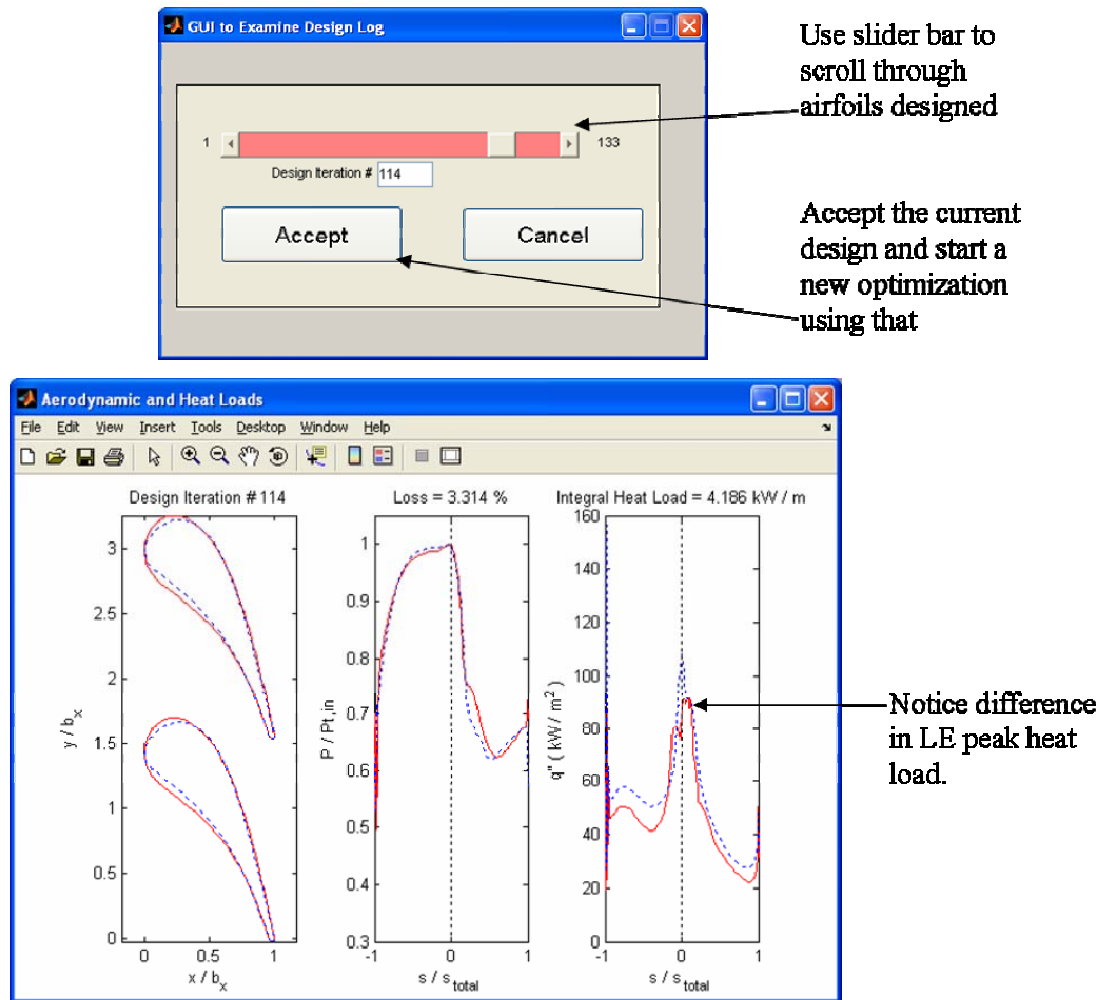 GUI to Examine Design Log
1
133
Design Iteration # 114
Accept
Cancel
Use slider bar to
scroll through
airfoils designed
Accept the current
design and start a
new optimization
using that
Aerodynamic and Heat Loads
File Edit View Insert Tools Desktop Window Help
Design Iteration # 114
3
2.5
2
1.5
1
0.5
0
y / bx
0 0.5 1
x / bx
Loss = 3.314 %
1
0.9
0.8
0.7
0.6
0.5
0.4
0.3
P / Pt,in
-1 0 1
s / stotal
Integral Heat Load = 4.186 kW / m
160
140
120
100
80
60
40
20
0
q" ( kW / m2 )
-1 0 1
s / stotal
Notice difference
in LE peak heat
load.